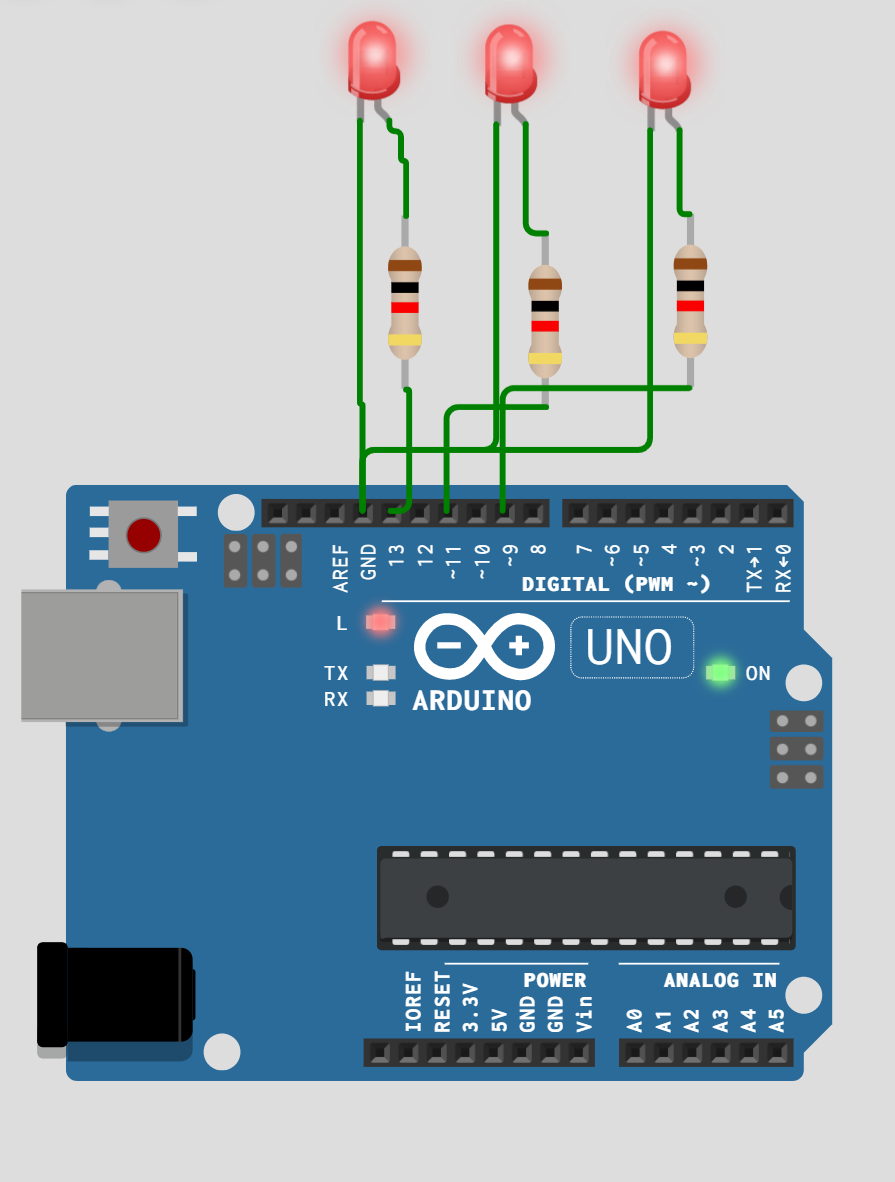 AREF GND 13 12 ~11 ~10 ~9 8 7 ~6 ~5 4 ~3 2 TX→1 RX←0
DIGITAL (PWM ~)
L
UNO
TX ON
RX ARDUINO
POWER ANALOG IN
IOREF RESET 3.3V 5V GND GND Vin A0 A1 A2 A3 A4 A5